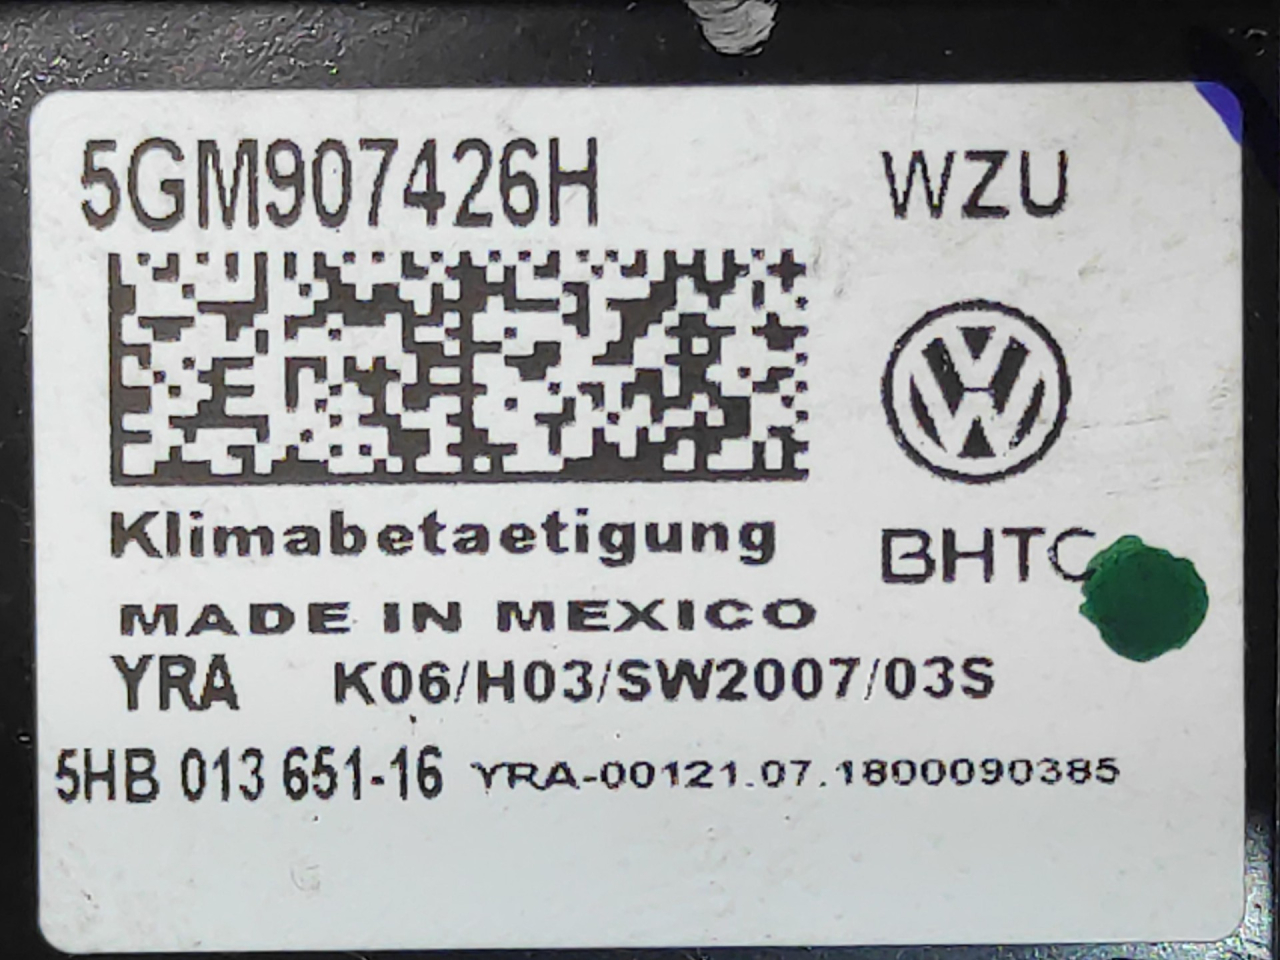 5GM907426H WZU
Klimabetaetigung
BHTC
MADE IN MEXICO
YRA K06/H03/SW2007/03S
5HB 013 651-16 YRA-00121.07.1800090385